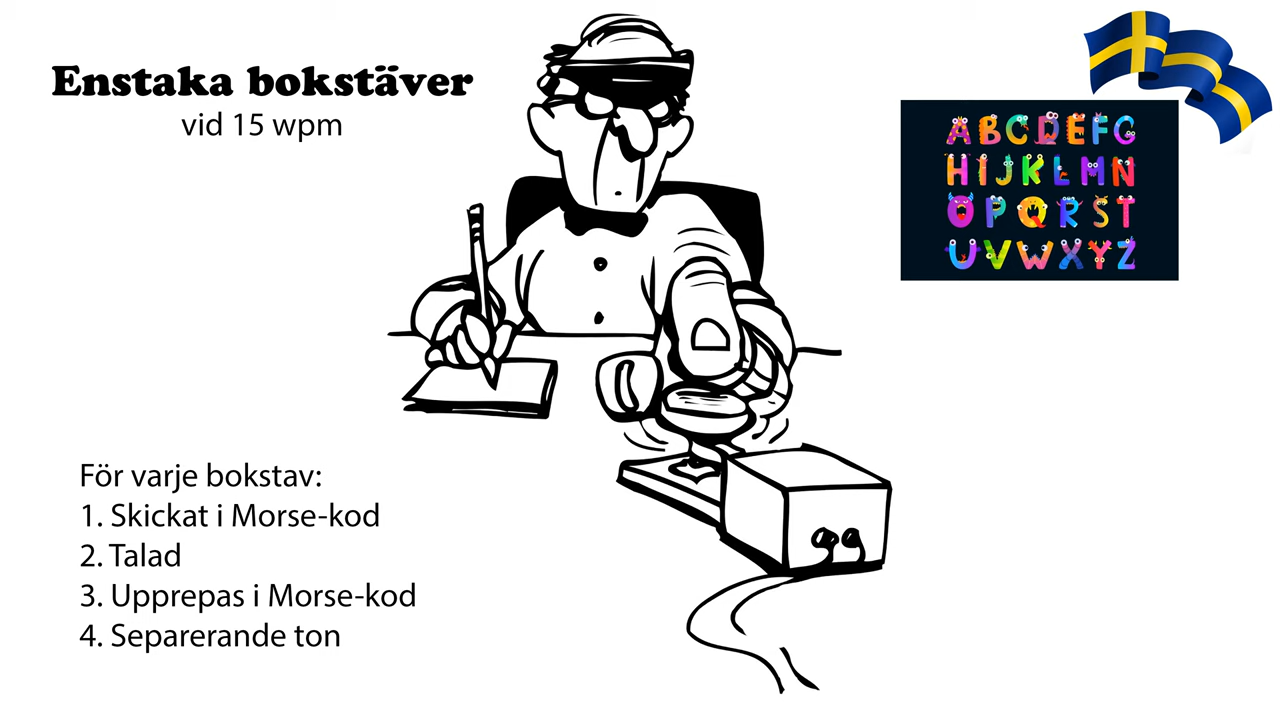 Enstaka bokstäver
vid 15 wpm
ABCDEFG
HIJKLMN
OPQRST
UVWXYZ
För varje bokstav:
1. Skickat i Morse-kod
2. Talad
3. Upprepas i Morse-kod
4. Separerande ton